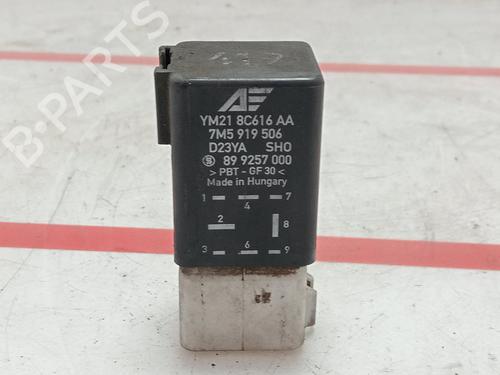 B-PARTS
AE
YM21 8C616 AA
7M5 919 506
D23YA SHO
S 89 9257 000
> PBT - GF 30 <
Made in Hungary
1 4 7
2 8
3 6 9